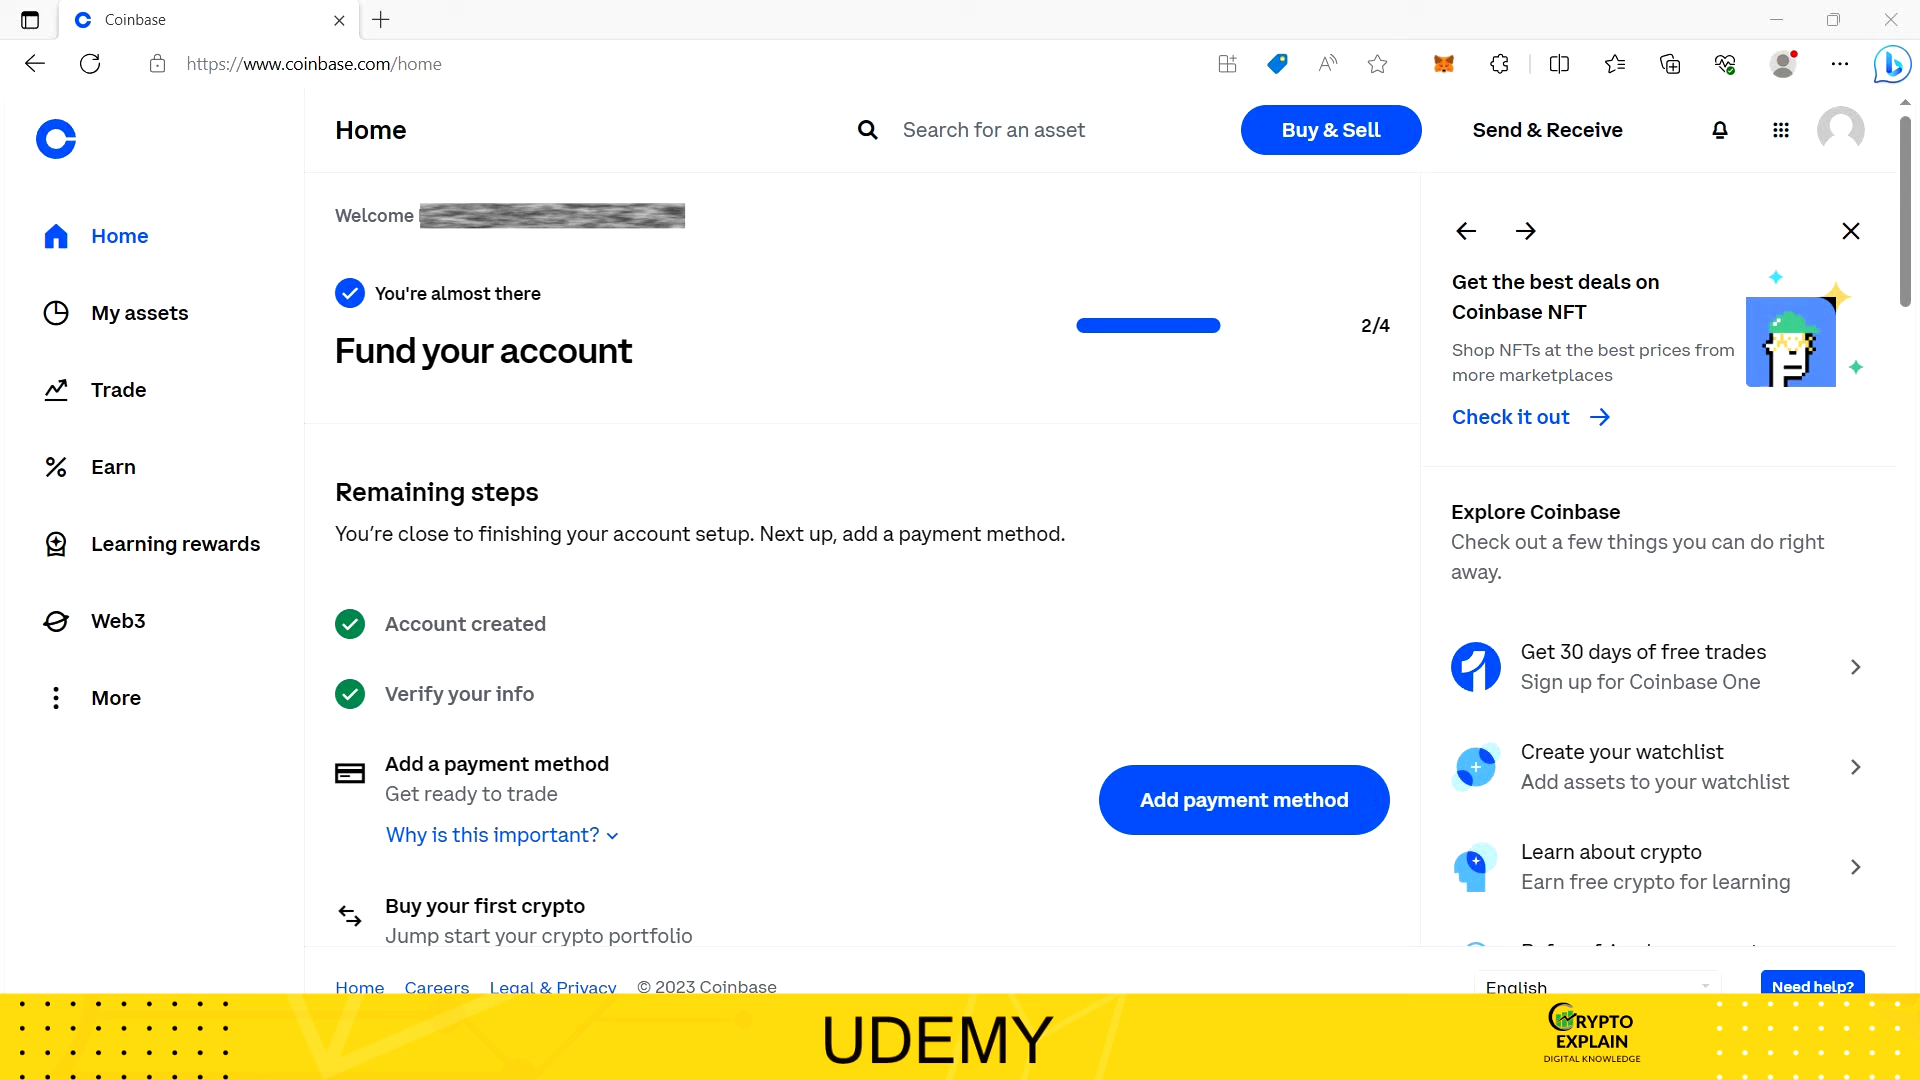 Coinbase
https://www.coinbase.com/home
Home
Search for an asset
Buy & Sell
Send & Receive
Home
My assets
Trade
Earn
Learning rewards
Web3
More
Welcome
You're almost there
Fund your account
2/4
Remaining steps
You're close to finishing your account setup. Next up, add a payment method.
Account created
Verify your info
Add a payment method
Get ready to trade
Why is this important?
Add payment method
Buy your first crypto
Jump start your crypto portfolio
Get the best deals on
Coinbase NFT
Shop NFTs at the best prices from
more marketplaces
Check it out
Explore Coinbase
Check out a few things you can do right
away.
Get 30 days of free trades
Sign up for Coinbase One
Create your watchlist
Add assets to your watchlist
Learn about crypto
Earn free crypto for learning
Home Careers Legal & Privacy © 2023 Coinbase
English
Need help?
UDEMY
CRYPTO
EXPLAIN
DIGITAL KNOWLEDGE